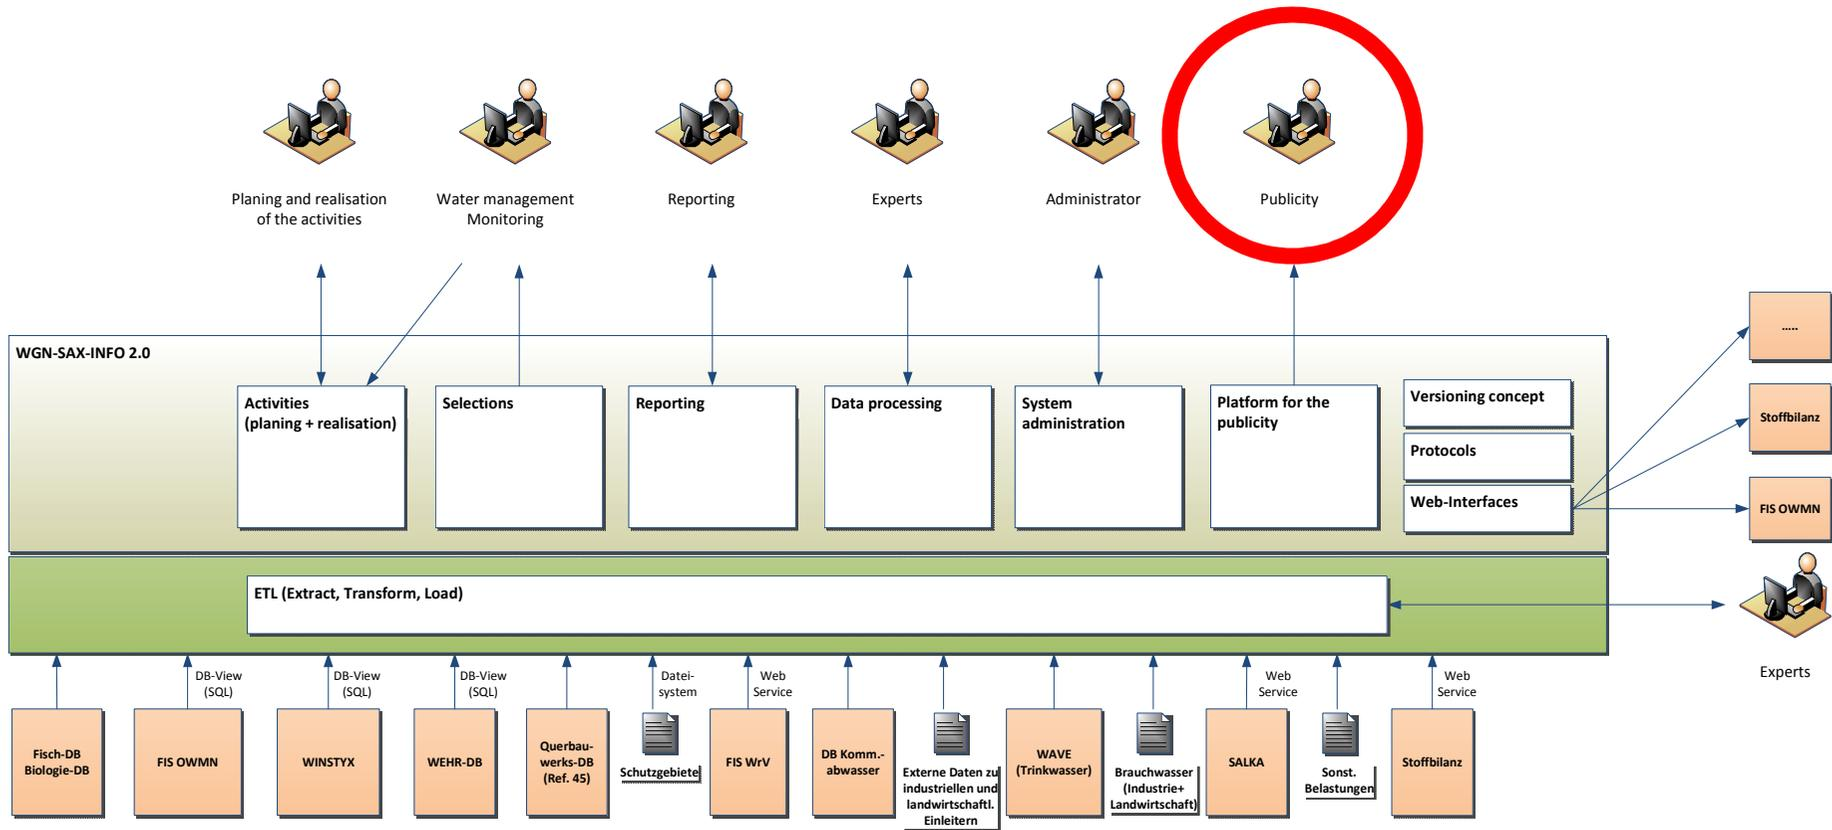 Planing and realisation
of the activities
Water management
Monitoring
Reporting
Experts
Administrator
Publicity
WGN-SAX-INFO 2.0
Activities
(planing + realisation)
Selections
Reporting
Data processing
System
administration
Platform for the
publicity
Versioning concept
Protocols
Web-Interfaces
.....
Stoffbilanz
FIS OWMN
ETL (Extract, Transform, Load)
Experts
DB-View
(SQL)
DB-View
(SQL)
DB-View
(SQL)
Datei-
system
Web
Service
Web
Service
Web
Service
Fisch-DB
Biologie-DB
FIS OWMN
WINSTYX
WEHR-DB
Querbau-
werks-DB
(Ref. 45)
Schutzgebiete
FIS WrV
DB Komm.-
abwasser
Externe Daten zu
industriellen und
landwirtschaftl.
Einleitern
WAVE
(Trinkwasser)
Brauchwasser
(Industrie+
Landwirtschaft)
SALKA
Sonst.
Belastungen
Stoffbilanz